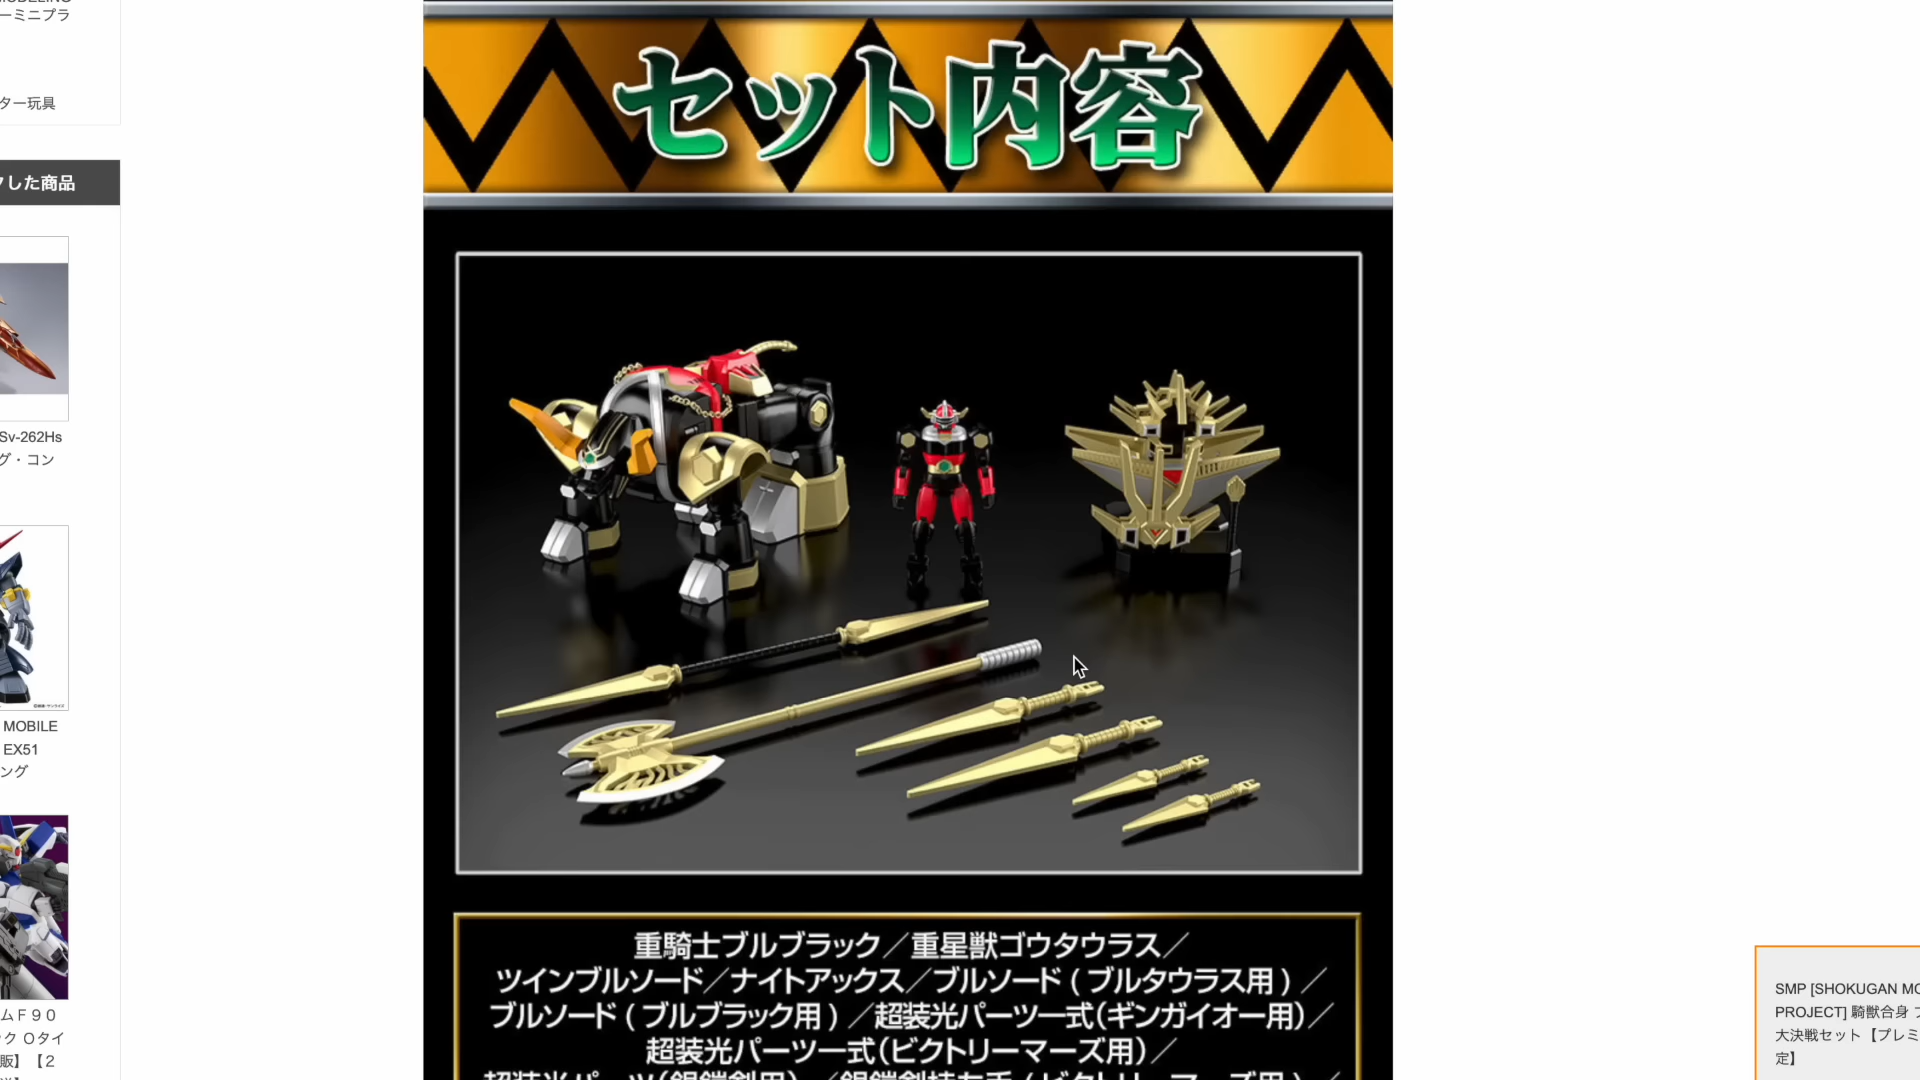 ーミニプラ
ター玩具
した商品
Sv-262Hs
グ・コン
MOBILE
EX51
ング
ムＦ９０
ック Ｏタイ
販】【２
セット内容
重騎士ブルブラック／重星獣ゴウタウラス／
ツインブルソード／ナイトアックス／ブルソード（ブルタウラス用）／
ブルソード（ブルブラック用）／超装光パーツ一式（ギンガイオー用）／
超装光パーツ一式（ビクトリーマーズ用）／
SMP [SHOKUGAN MO
PROJECT] 騎獣合身 ブ
大決戦セット【プレミ
定】